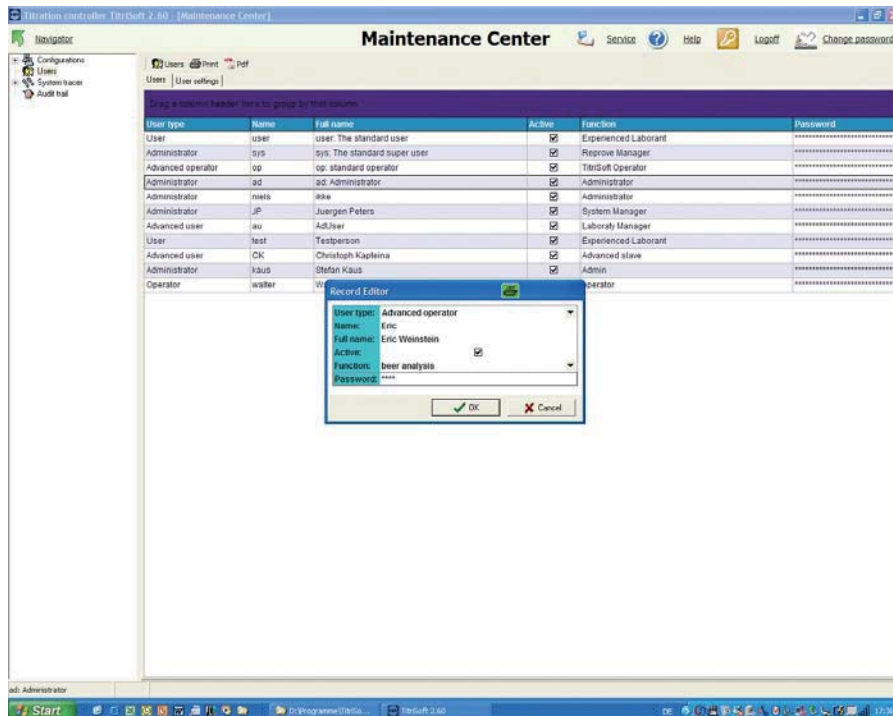 Titration controller TitriSoft 2.60 - [Maintenance Center]
Navigator
Maintenance Center
Service
Help
Logoff
Change password
Configurations
Users
System tracer
Audit trail
Users Print Pdf
Users User settings
Drag a column header here to group by that column
User type Name Full name Active Function Password
User user user: The standard user Experienced Laborant ****************
Administrator sys sys: The standard super user Reprove Manager ****************
Advanced operator op op: standard operator TitriSoft Operator ****************
Administrator ad ad: Administrator Administrator ****************
Administrator niels ikke Administrator ****************
Administrator JP Juergen Peters System Manager ****************
Advanced user au AdUser Laboraty Manager ****************
User test Testperson Experienced Laborant ****************
Advanced user CK Christoph Kapleina Advanced slave ****************
Administrator kaus Stefan Kaus Admin ****************
Operator walter operator ****************
Record Editor
User type: Advanced operator
Name: Eric
Full name: Eric Weinstein
Active:
Function: beer analysis
Password: ****
OK Cancel
ad: Administrator
Start
D:\Programme\TitriSo...
TitriSoft 2.60
DE